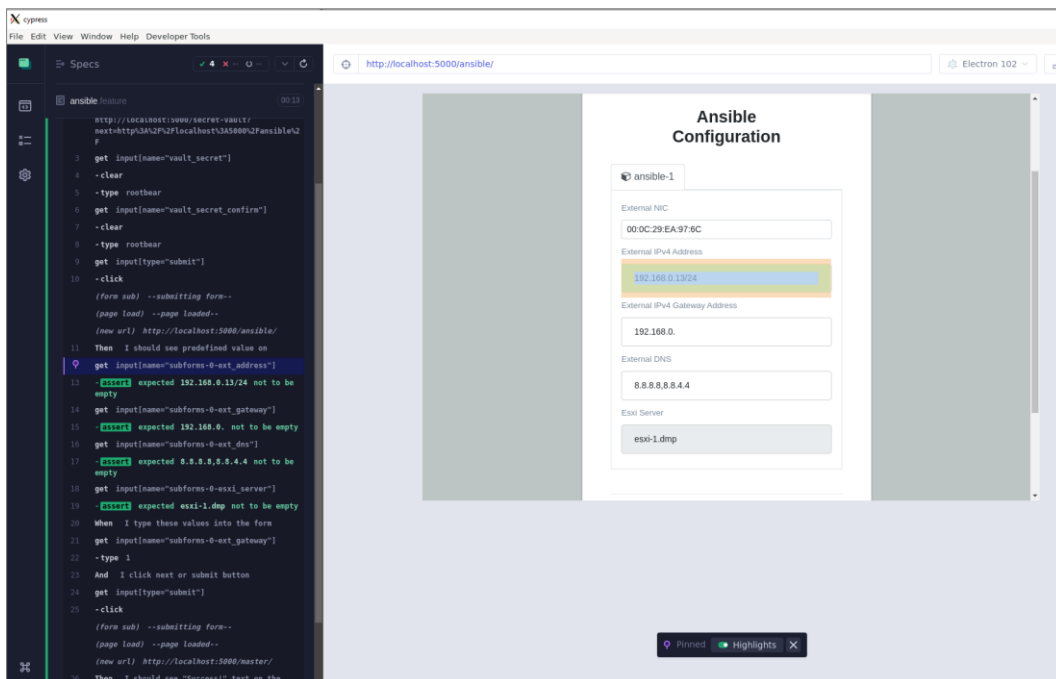 cypress
File Edit View Window Help Developer Tools
Specs
4 -- --
http://localhost:5000/ansible/
Electron 102
ansible.feature 00:13
http://localhost:5000/secret-vault?
next=http%3A%2F%2Flocalhost%3A5000%2Fansible%2
F
3 get input[name="vault_secret"]
4 -clear
5 -type rootbear
6 get input[name="vault_secret_confirm"]
7 -clear
8 -type rootbear
9 get input[type="submit"]
10 -click
(form sub) --submitting form--
(page load) --page loaded--
(new url) http://localhost:5000/ansible/
11 Then I should see predefined value on
get input[name="subforms-0-ext_address"]
13 -assert expected 192.168.0.13/24 not to be
empty
14 get input[name="subforms-0-ext_gateway"]
15 -assert expected 192.168.0. not to be empty
16 get input[name="subforms-0-ext_dns"]
17 -assert expected 8.8.8.8,8.8.4.4 not to be
empty
18 get input[name="subforms-0-esxi_server"]
19 -assert expected esxi-1.dmp not to be empty
20 When I type these values into the form
21 get input[name="subforms-0-ext_gateway"]
22 -type 1
23 And I click next or submit button
24 get input[type="submit"]
25 -click
(form sub) --submitting form--
(page load) --page loaded--
(new url) http://localhost:5000/master/
26 Then I should see "Success!" text on the
Ansible
Configuration
ansible-1
External NIC
00:0C:29:EA:97:6C
External IPv4 Address
192.168.0.13/24
External IPv4 Gateway Address
192.168.0.
External DNS
8.8.8.8,8.8.4.4
Esxi Server
esxi-1.dmp
Pinned Highlights